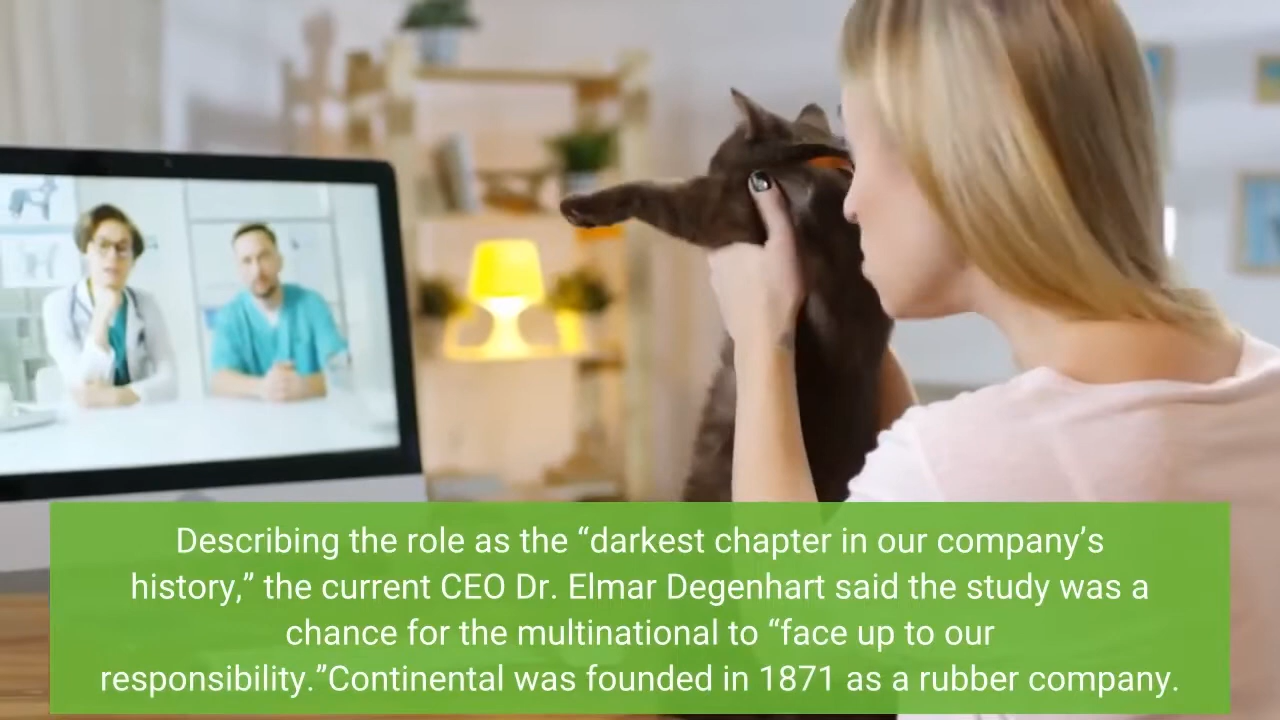 Describing the role as the “darkest chapter in our company’s
history,” the current CEO Dr. Elmar Degenhart said the study was a
chance for the multinational to “face up to our
responsibility.”Continental was founded in 1871 as a rubber company.